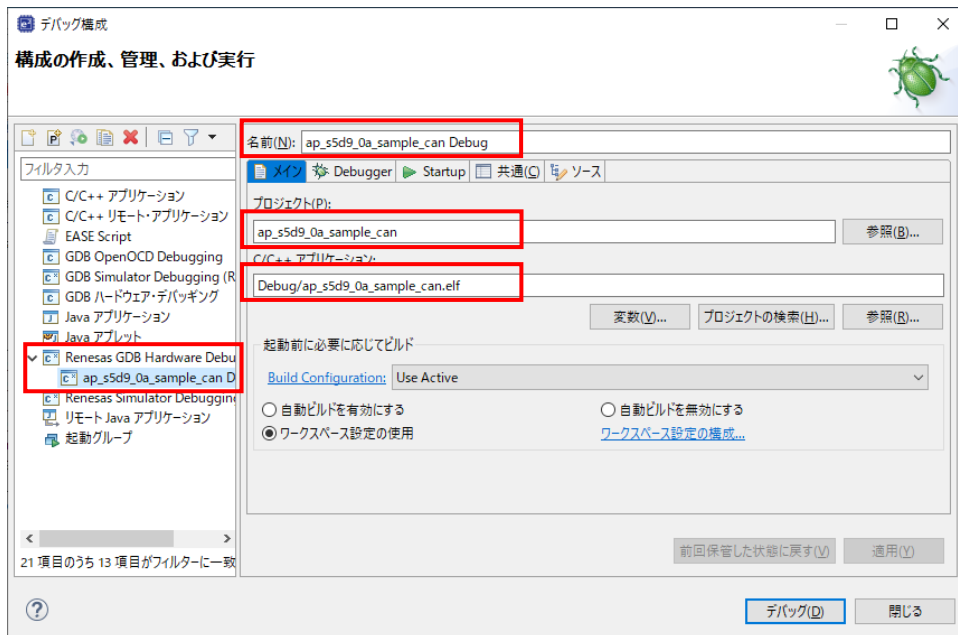 デバッグ構成
構成の作成、管理、および実行
フィルタ入力
C/C++ アプリケーション
C/C++ リモート・アプリケーション
EASE Script
GDB OpenOCD Debugging
GDB Simulator Debugging (R
GDB ハードウェア・デバッギング
Java アプリケーション
Java アプレット
Renesas GDB Hardware Debu
ap_s5d9_0a_sample_can D
Renesas Simulator Debugging
リモート Java アプリケーション
起動グループ
21 項目のうち 13 項目がフィルターに一致
名前(N): ap_s5d9_0a_sample_can Debug
メイン Debugger Startup 共通(C) ソース
プロジェクト(P):
ap_s5d9_0a_sample_can 参照(B)...
C/C++ アプリケーション:
Debug/ap_s5d9_0a_sample_can.elf
変数(V)... プロジェクトの検索(H)... 参照(R)...
起動前に必要に応じてビルド
Build Configuration: Use Active
自動ビルドを有効にする 自動ビルドを無効にする
ワークスペース設定の使用 ワークスペース設定の構成...
前回保管した状態に戻す(V) 適用(Y)
デバッグ(D) 閉じる